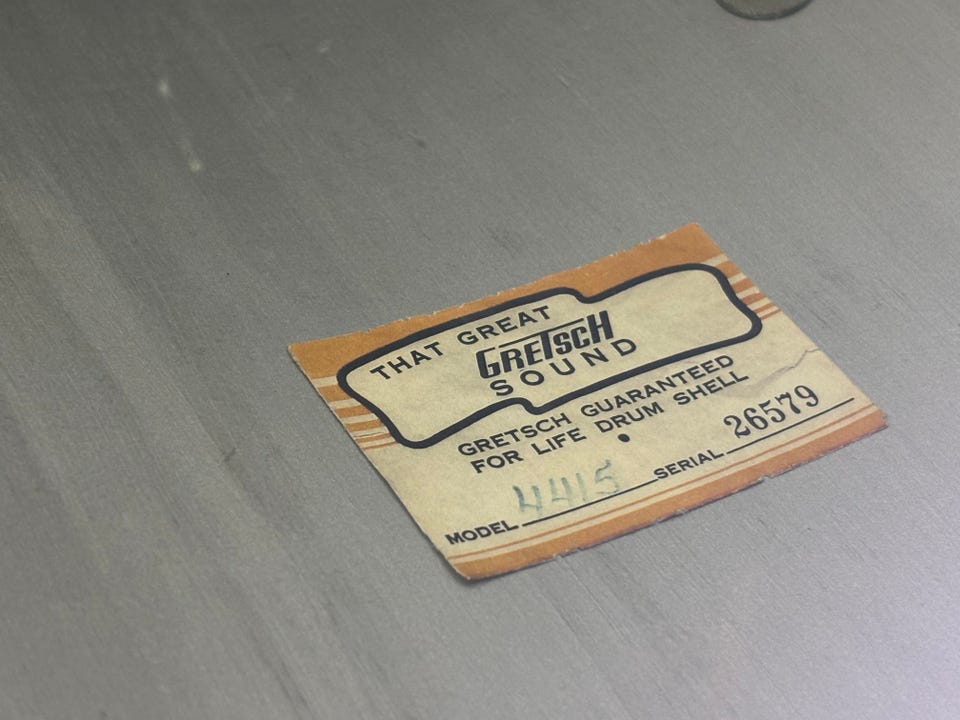 THAT GREAT
GRETSCH
SOUND
GRETSCH GUARANTEED
FOR LIFE DRUM SHELL
MODEL 4415 SERIAL 26579